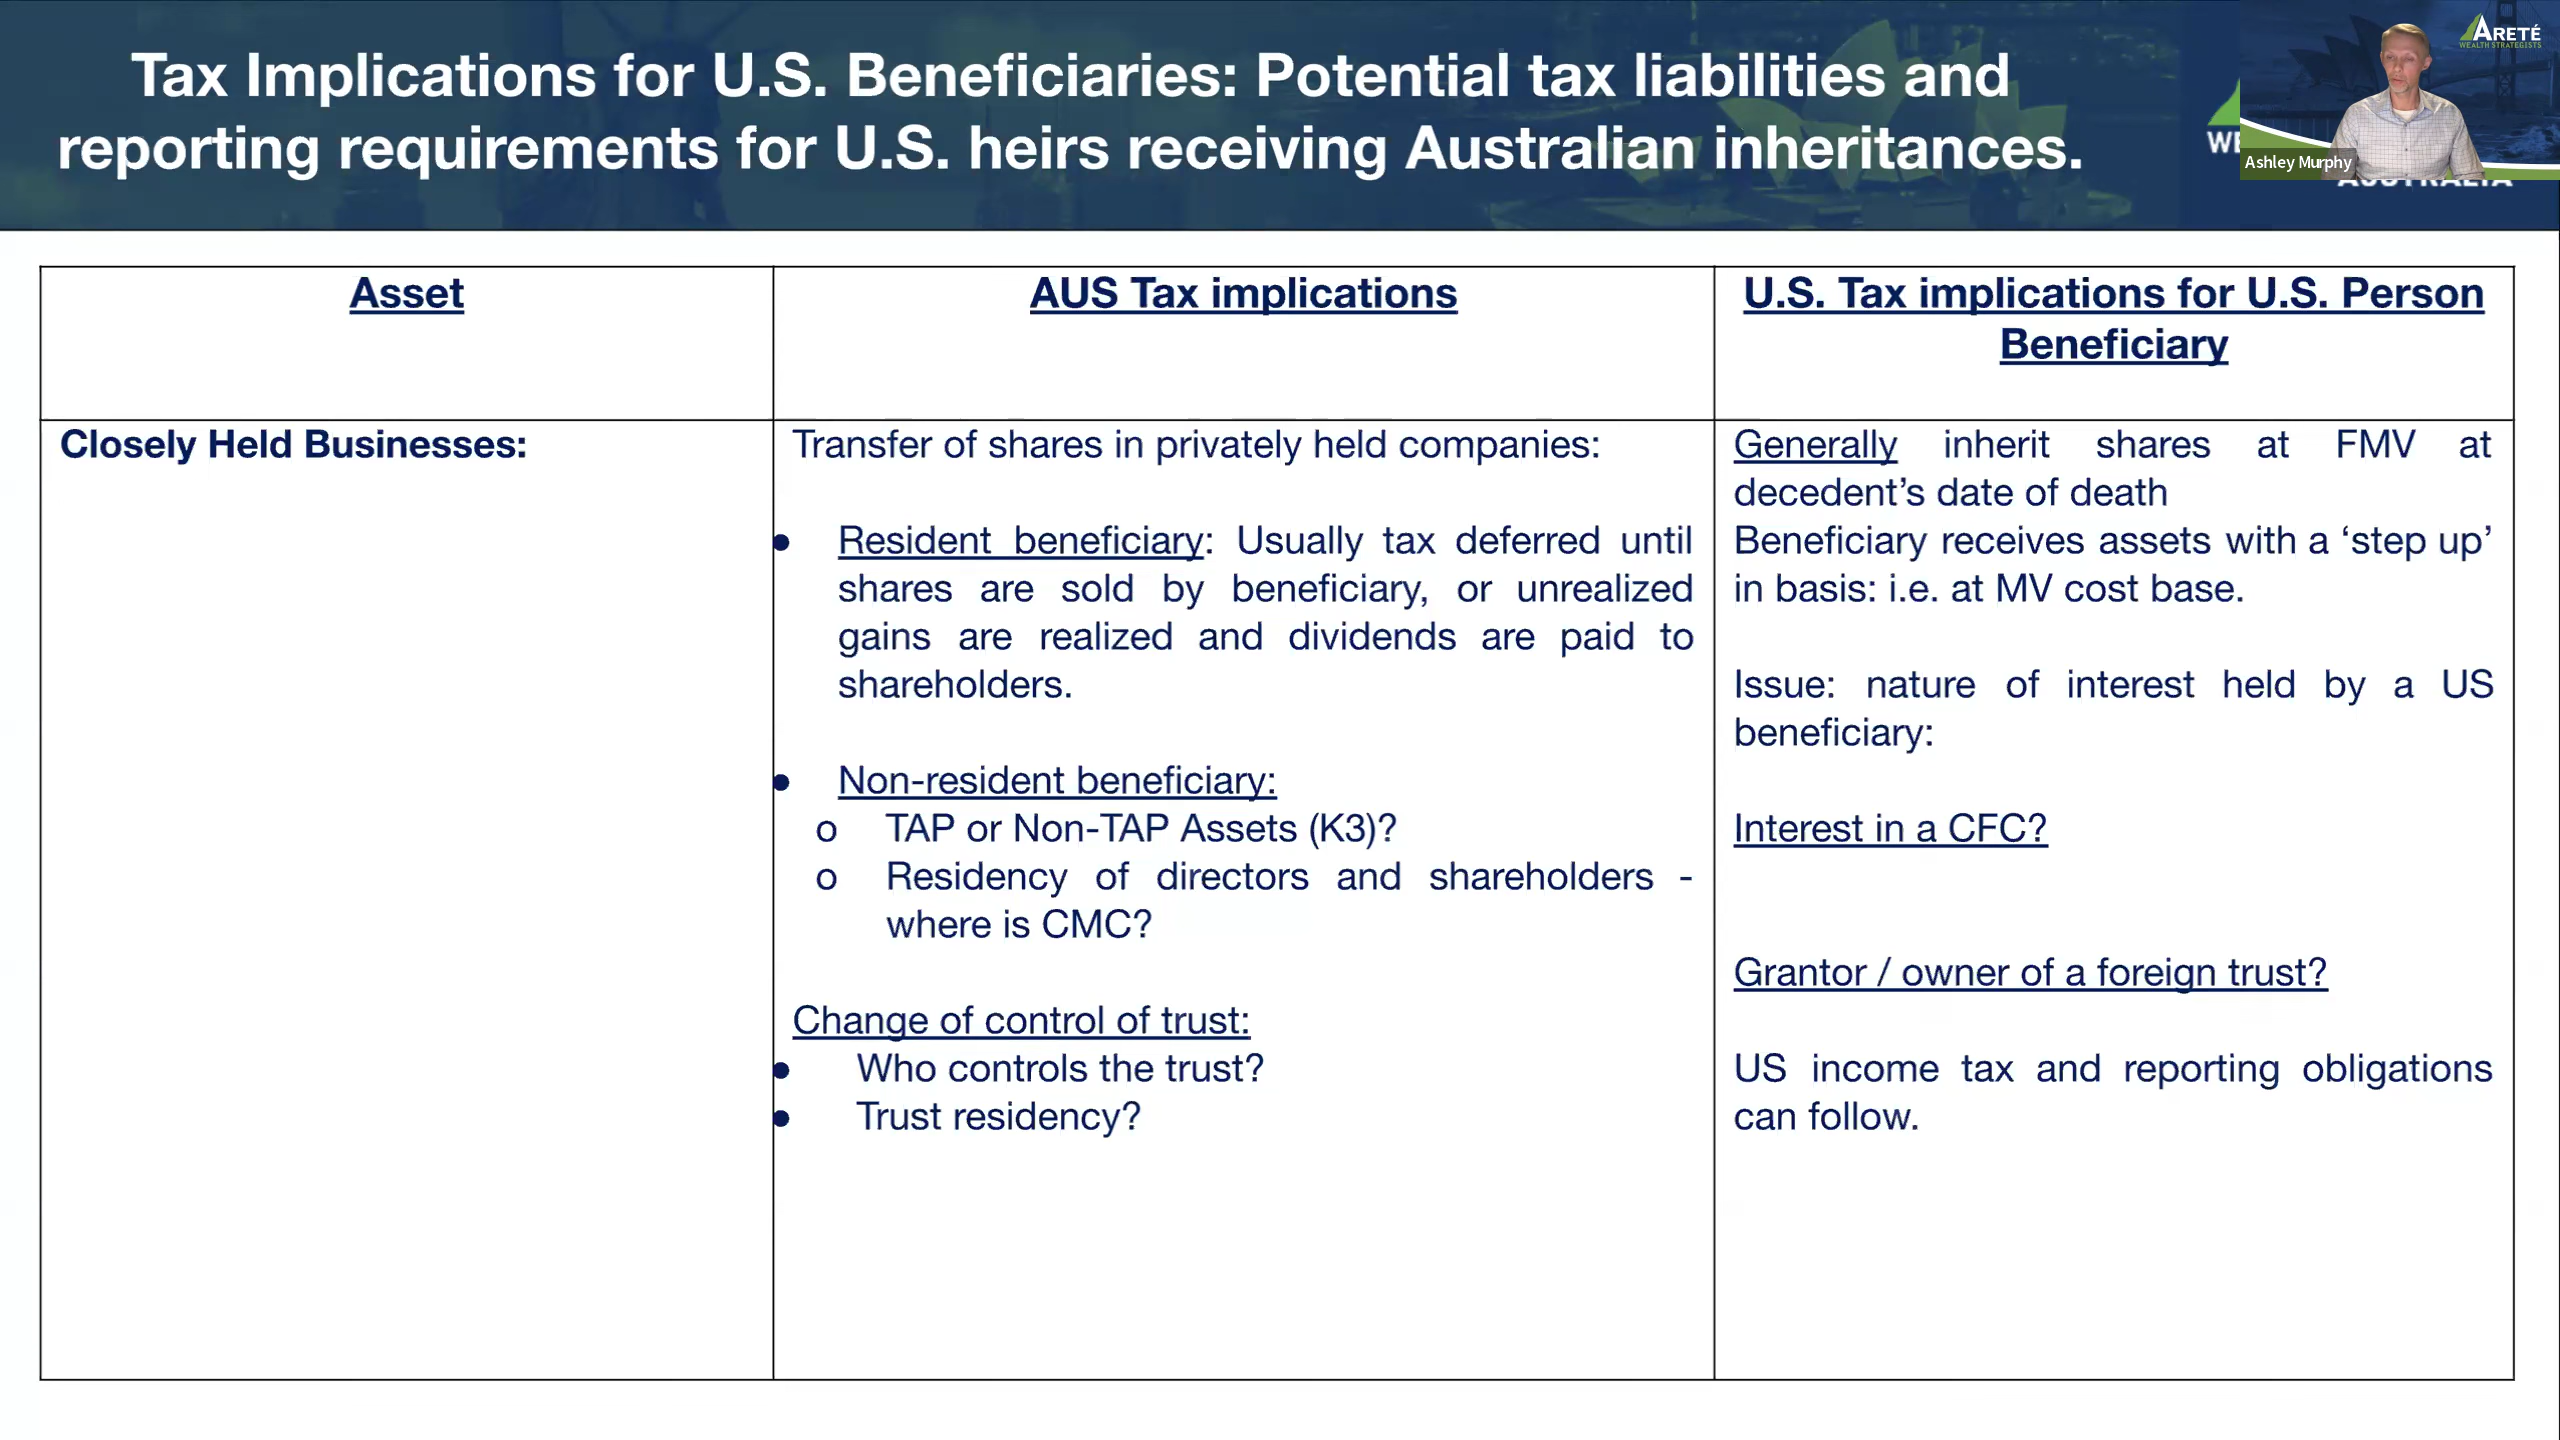 Tax Implications for U.S. Beneficiaries: Potential tax liabilities and
reporting requirements for U.S. heirs receiving Australian inheritances.
ARETÉ
WEALTH STRATEGISTS
Ashley Murphy
Asset
AUS Tax implications
U.S. Tax implications for U.S. Person
Beneficiary
Closely Held Businesses:
Transfer of shares in privately held companies:
• Resident beneficiary: Usually tax deferred until
shares are sold by beneficiary, or unrealized
gains are realized and dividends are paid to
shareholders.
• Non-resident beneficiary:
o TAP or Non-TAP Assets (K3)?
o Residency of directors and shareholders -
where is CMC?
Change of control of trust:
• Who controls the trust?
• Trust residency?
Generally inherit shares at FMV at
decedent’s date of death
Beneficiary receives assets with a ‘step up’
in basis: i.e. at MV cost base.
Issue: nature of interest held by a US
beneficiary:
Interest in a CFC?
Grantor / owner of a foreign trust?
US income tax and reporting obligations
can follow.